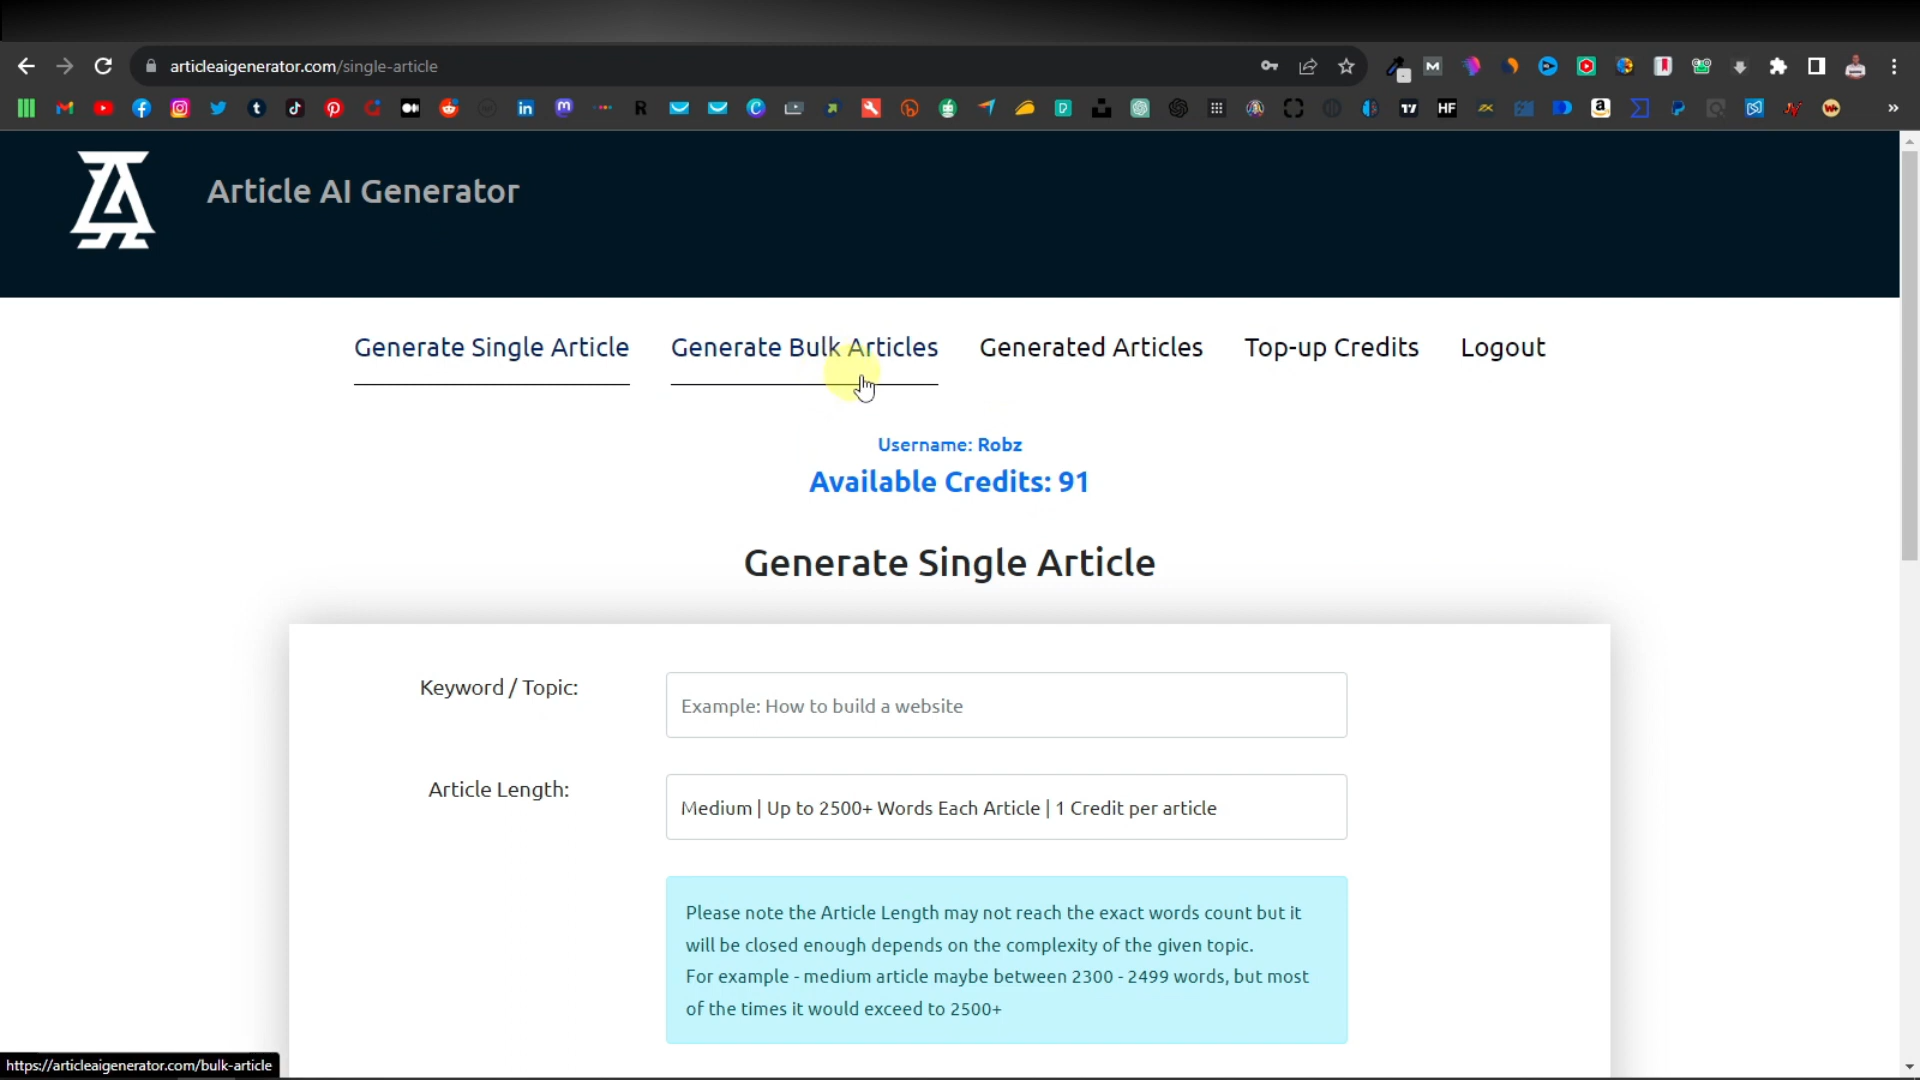 articleaigenerator.com/single-article
Article AI Generator
Generate Single Article
Generate Bulk Articles
Generated Articles
Top-up Credits
Logout
Username: Robz
Available Credits: 91
Generate Single Article
Keyword / Topic:
Example: How to build a website
Article Length:
Medium | Up to 2500+ Words Each Article | 1 Credit per article
Please note the Article Length may not reach the exact words count but it
will be closed enough depends on the complexity of the given topic.
For example - medium article maybe between 2300 - 2499 words, but most
of the times it would exceed to 2500+
https://articleaigenerator.com/bulk-article